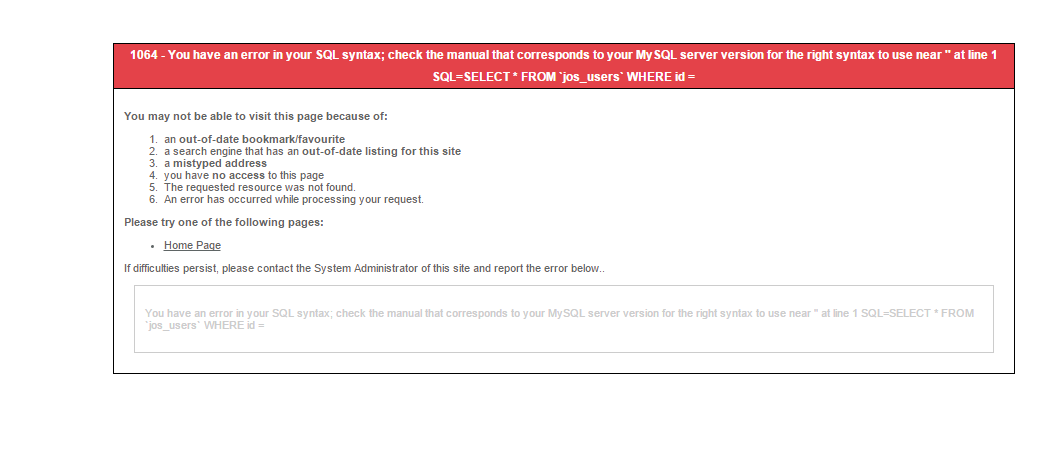 1064 - You have an error in your SQL syntax; check the manual that corresponds to your MySQL server version for the right syntax to use near '' at line 1
SQL=SELECT * FROM `jos_users` WHERE id =
You may not be able to visit this page because of:
1. an out-of-date bookmark/favourite
2. a search engine that has an out-of-date listing for this site
3. a mistyped address
4. you have no access to this page
5. The requested resource was not found.
6. An error has occurred while processing your request.
Please try one of the following pages:
• Home Page
If difficulties persist, please contact the System Administrator of this site and report the error below..
You have an error in your SQL syntax; check the manual that corresponds to your MySQL server version for the right syntax to use near '' at line 1 SQL=SELECT * FROM
`jos_users` WHERE id =